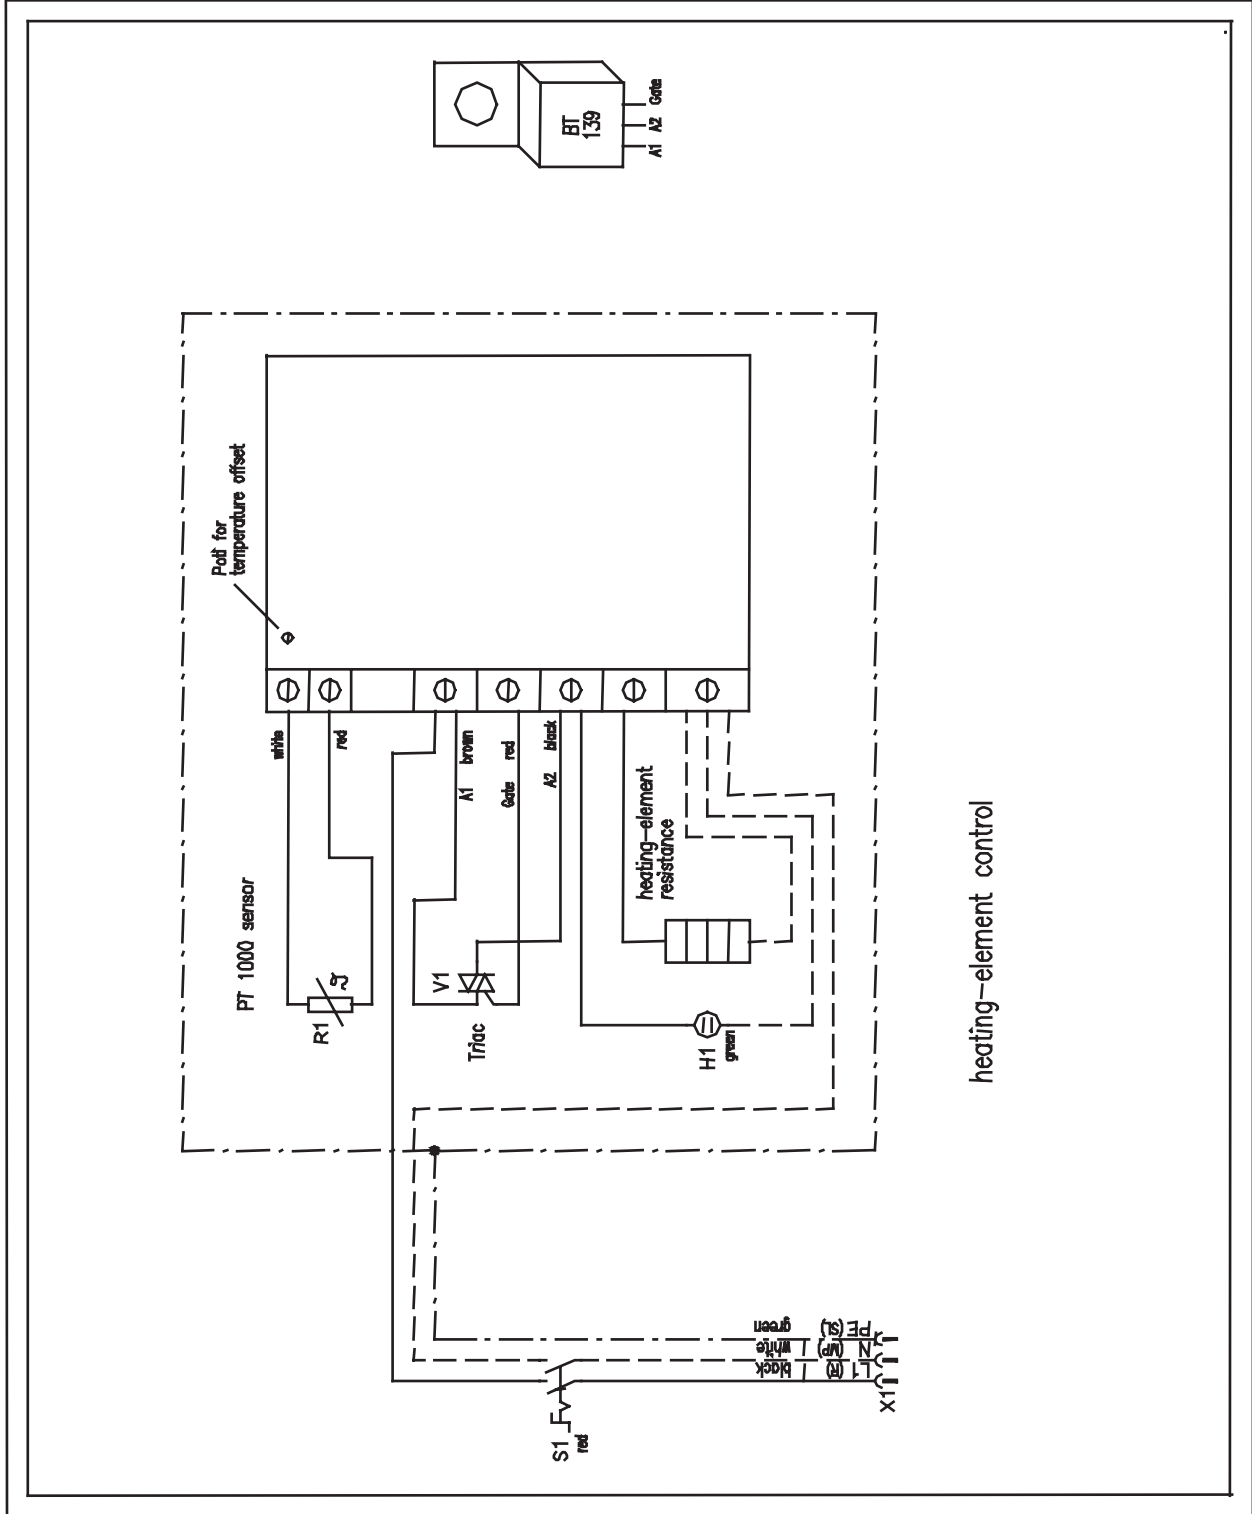 Gate
A2
A1
BT
139
Poti for
temperature offset
white
red
A1 brown
Gate red
A2 black
heating-element
resistance
PT 1000 sensor
R1
ϑ
V1
Triac
H1
green
heating-element control
PE (SL) green
N (MP) white
L1 (R) black
X1
S1
red